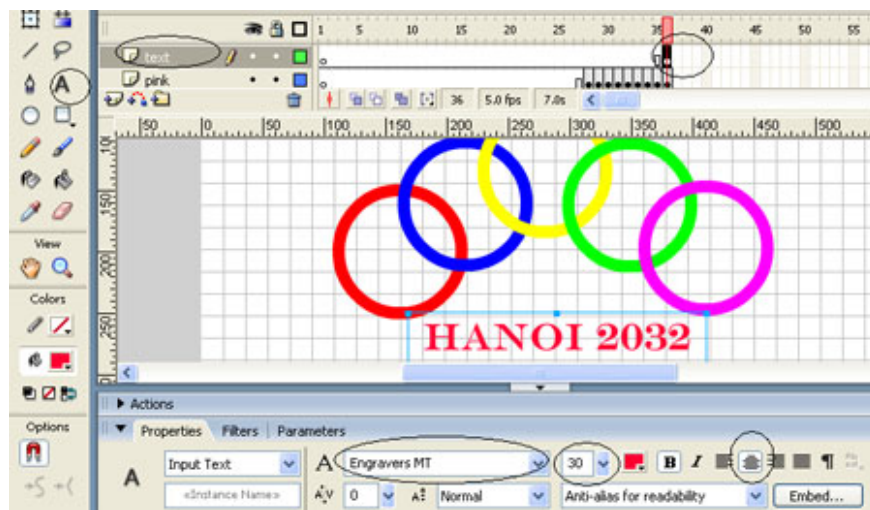 1 5 10 15 20 25 30 35 40 45 50 55
text
pink
36 5.0 fps 7.0s
50 0 50 100 150 200 250 300 350 400 450 500
150
200
250
View
Colors
Options
HANOI 2032
Actions
Properties Filters Parameters
Input Text A Engravers MT 30 B I
A
<Instance Name> A V 0 A Normal Anti-alias for readability Embed...